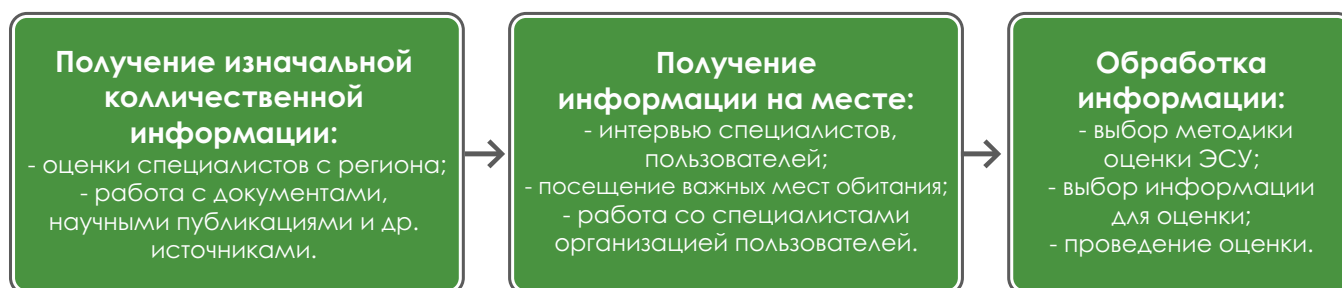 Получение изначальной
колличественной
информации:
- оценки специалистов с региона;
- работа с документами,
научными публикациями и др.
источниками.
Получение
информации на месте:
- интервью специалистов,
пользователей;
- посещение важных мест обитания;
- работа со специалистами
организацией пользователей.
Обработка
информации:
- выбор методики
оценки ЭСУ;
- выбор информации
для оценки;
- проведение оценки.